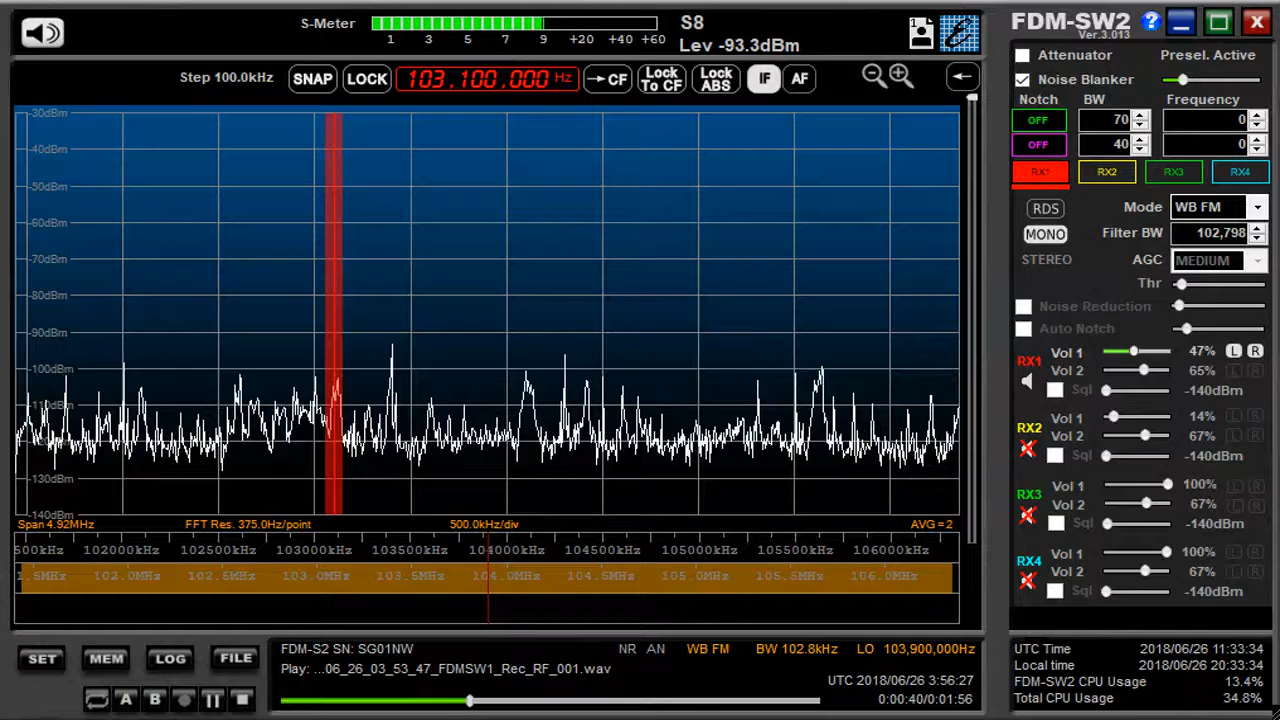 S-Meter
1 3 5 7 9 +20 +40 +60
S8
Lev -93.3dBm
FDM-SW2
Ver.3.013
?
X
Step 100.0kHz
SNAP
LOCK
103,100,000 Hz
→CF
Lock To CF
Lock ABS
IF
AF
-30dBm
-40dBm
-50dBm
-60dBm
-70dBm
-80dBm
-90dBm
-100dBm
-110dBm
-120dBm
-130dBm
-140dBm
Span 4.92MHz
FFT Res. 375.0Hz/point
500.0kHz/div
AVG = 2
500kHz 102000kHz 102500kHz 103000kHz 103500kHz 104000kHz 104500kHz 105000kHz 105500kHz 106000kHz
1.5MHz 102.0MHz 102.5MHz 103.0MHz 103.5MHz 104.0MHz 104.5MHz 105.0MHz 105.5MHz 106.0MHz
Attenuator
Presel. Active
Noise Blanker
Notch BW Frequency
OFF 70 0
OFF 40 0
RX1 RX2 RX3 RX4
RDS
Mode WB FM
MONO
Filter BW 102,798
STEREO
AGC MEDIUM
Thr
Noise Reduction
Auto Notch
RX1
Vol 1 47% L R
Vol 2 65% L R
Sql -140dBm
RX2
Vol 1 14% L R
Vol 2 67% L R
Sql -140dBm
RX3
Vol 1 100% L R
Vol 2 67% L R
Sql -140dBm
RX4
Vol 1 100% L R
Vol 2 67% L R
Sql -140dBm
SET
MEM
LOG
FILE
A
B
FDM-S2 SN: SG01NW
NR AN WB FM BW 102.8kHz LO 103,900,000Hz
Play: ...06_26_03_53_47_FDMSW1_Rec_RF_001.wav
UTC 2018/06/26 3:56:27
0:00:40/0:01:56
UTC Time 2018/06/26 11:33:34
Local time 2018/06/26 20:33:34
FDM-SW2 CPU Usage 13.4%
Total CPU Usage 34.8%